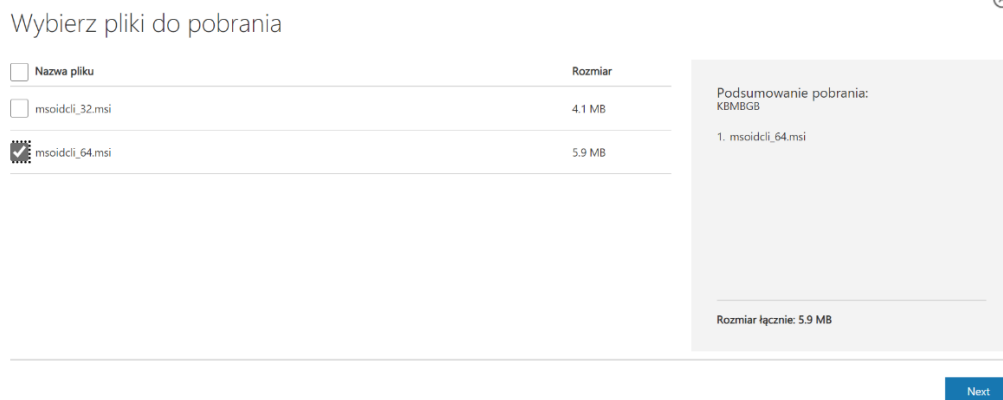 Wybierz pliki do pobrania
Nazwa pliku Rozmiar
msoidcli_32.msi 4.1 MB
msoidcli_64.msi 5.9 MB
Podsumowanie pobrania:
KBMBGB
1. msoidcli_64.msi
Rozmiar łącznie: 5.9 MB
Next